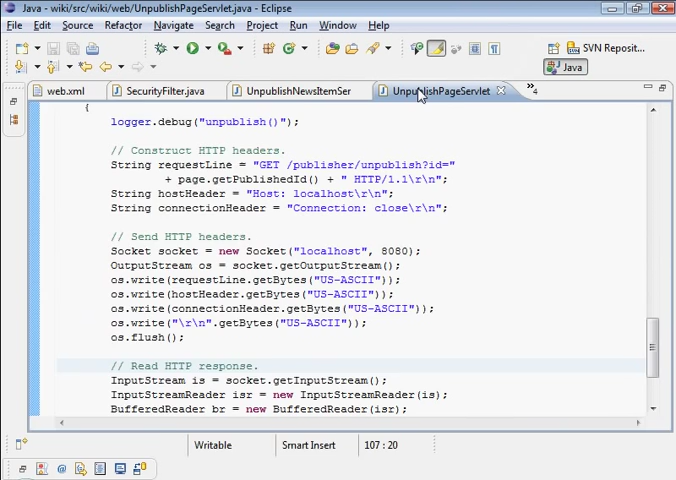 Java - wiki/src/wiki/web/UnpublishPageServlet.java - Eclipse
File Edit Source Refactor Navigate Search Project Run Window Help
SVN Reposit...
Java
web.xml SecurityFilter.java UnpublishNewsItemSer UnpublishPageServlet 4
{
logger.debug("unpublish()");
// Construct HTTP headers.
String requestLine = "GET /publisher/unpublish?id="
+ page.getPublishedId() + " HTTP/1.1\r\n";
String hostHeader = "Host: localhost\r\n";
String connectionHeader = "Connection: close\r\n";
// Send HTTP headers.
Socket socket = new Socket("localhost", 8080);
OutputStream os = socket.getOutputStream();
os.write(requestLine.getBytes("US-ASCII"));
os.write(hostHeader.getBytes("US-ASCII"));
os.write(connectionHeader.getBytes("US-ASCII"));
os.write("\r\n".getBytes("US-ASCII"));
os.flush();
// Read HTTP response.
InputStream is = socket.getInputStream();
InputStreamReader isr = new InputStreamReader(is);
BufferedReader br = new BufferedReader(isr);
Writable Smart Insert 107 : 20